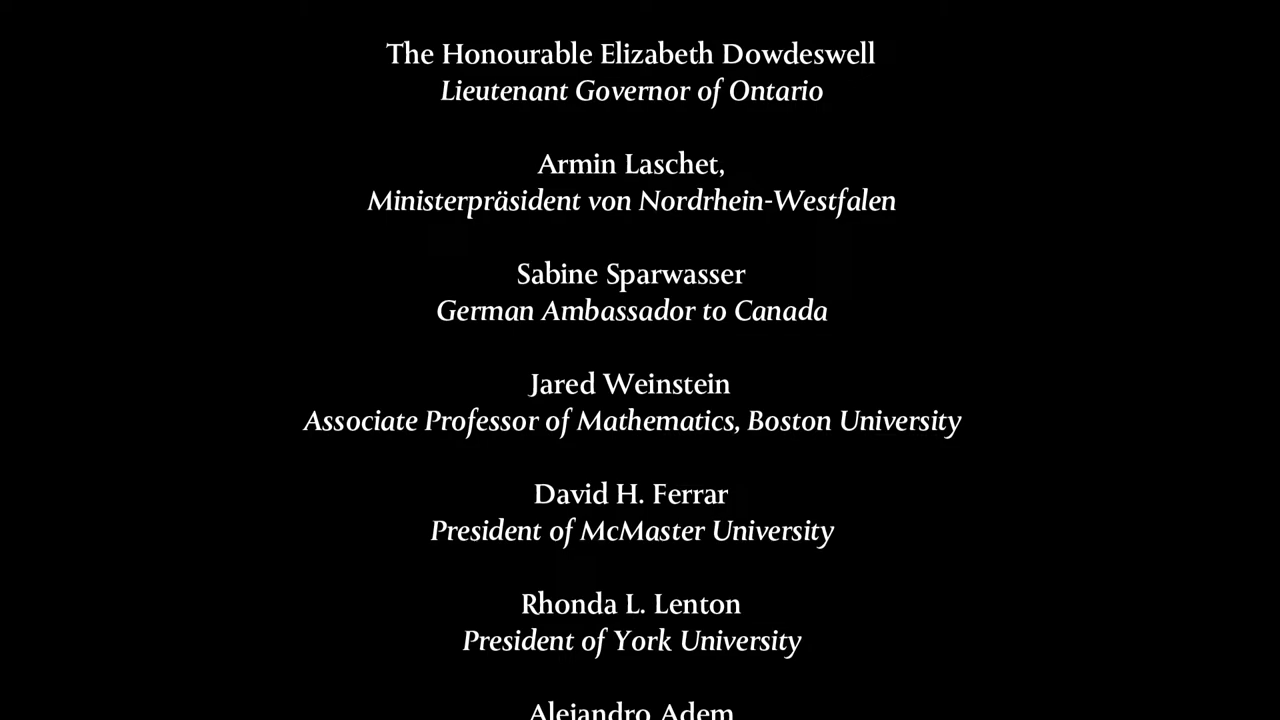 The Honourable Elizabeth Dowdeswell
Lieutenant Governor of Ontario
Armin Laschet,
Ministerpräsident von Nordrhein-Westfalen
Sabine Sparwasser
German Ambassador to Canada
Jared Weinstein
Associate Professor of Mathematics, Boston University
David H. Ferrar
President of McMaster University
Rhonda L. Lenton
President of York University
Alejandro Adem